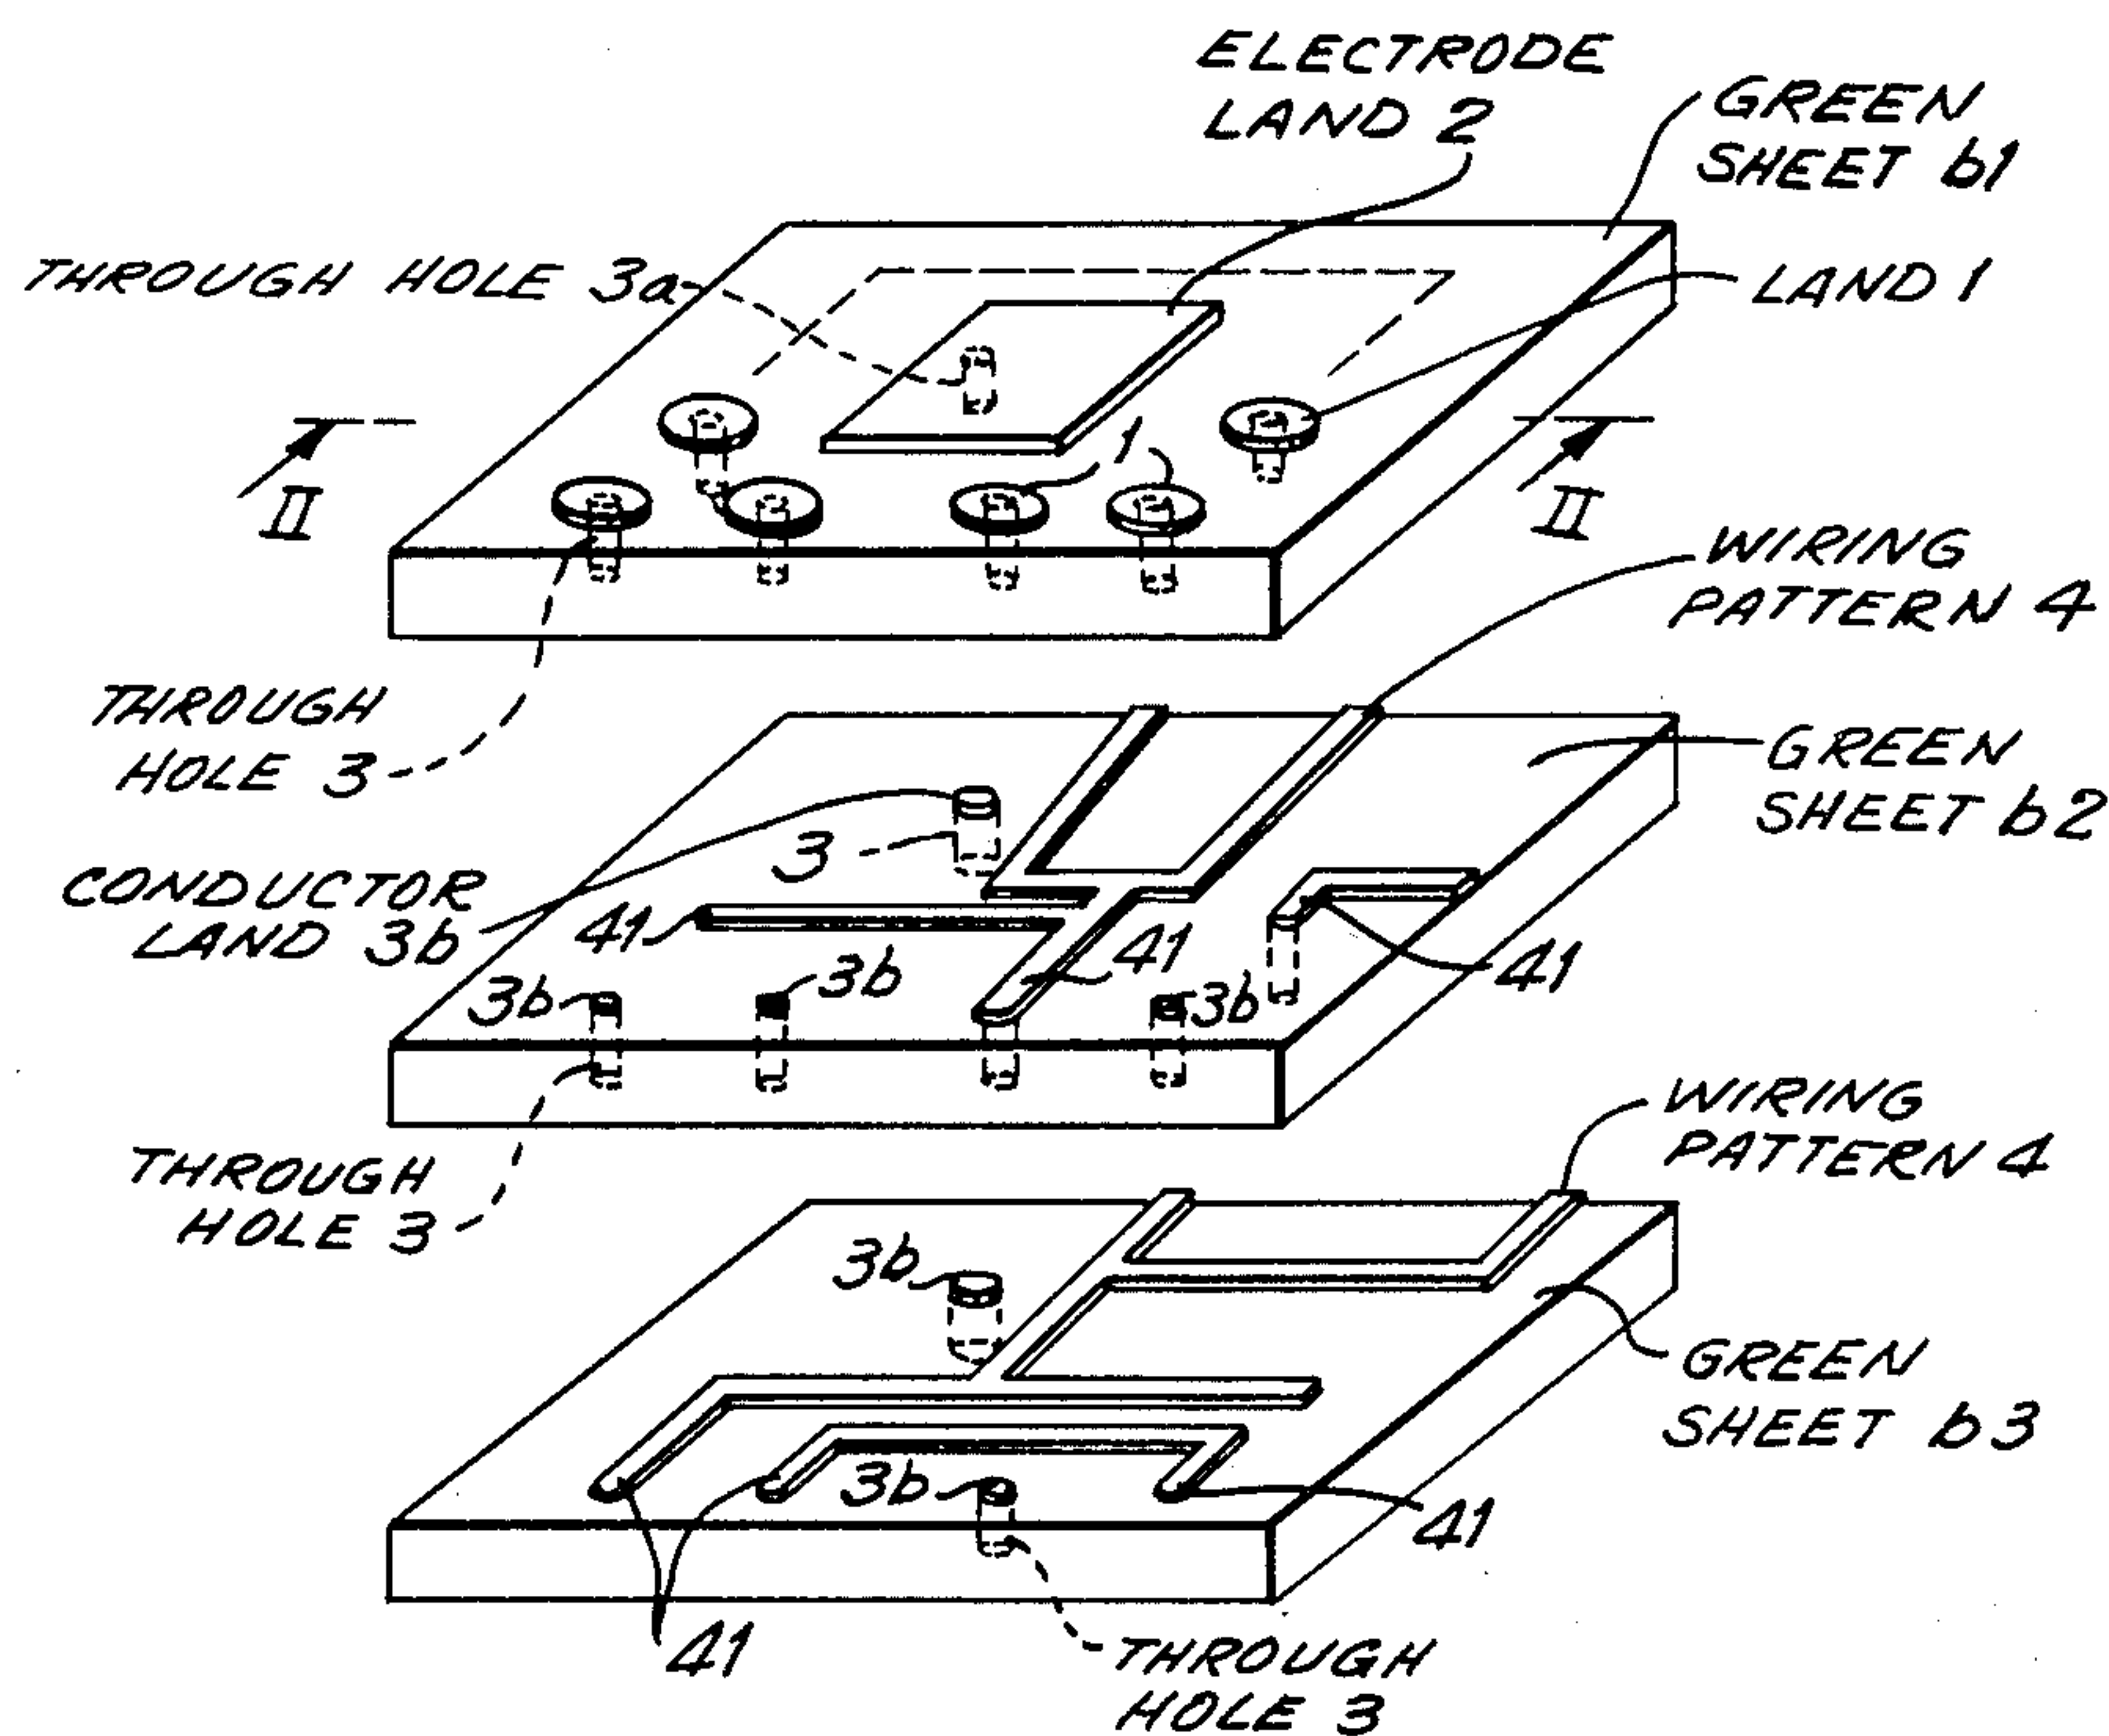 ELECTRODE
LAND 2
GREEN
SHEET b1
THROUGH HOLE 3a
LAND 1
1
II
II
WIRING
PATTERN 4
THROUGH
HOLE 3
GREEN
SHEET b2
3
CONDUCTOR
LAND 3b
41
41
41
3b
3b
3b
WIRING
PATTERN 4
THROUGH
HOLE 3
3b
GREEN
SHEET b3
3b
41
41
THROUGH
HOLE 3